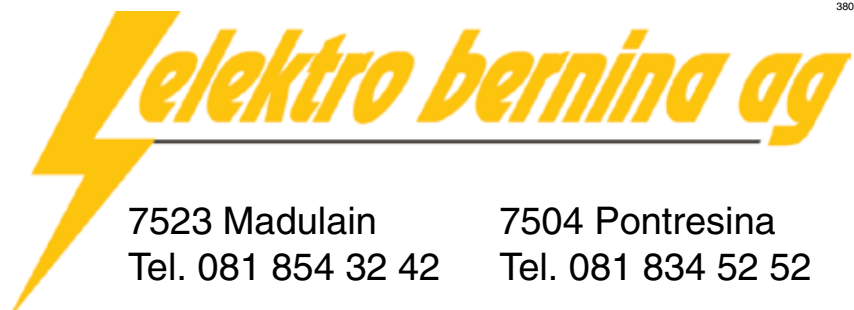 380
elektro bernina ag
7523 Madulain
Tel. 081 854 32 42
7504 Pontresina
Tel. 081 834 52 52